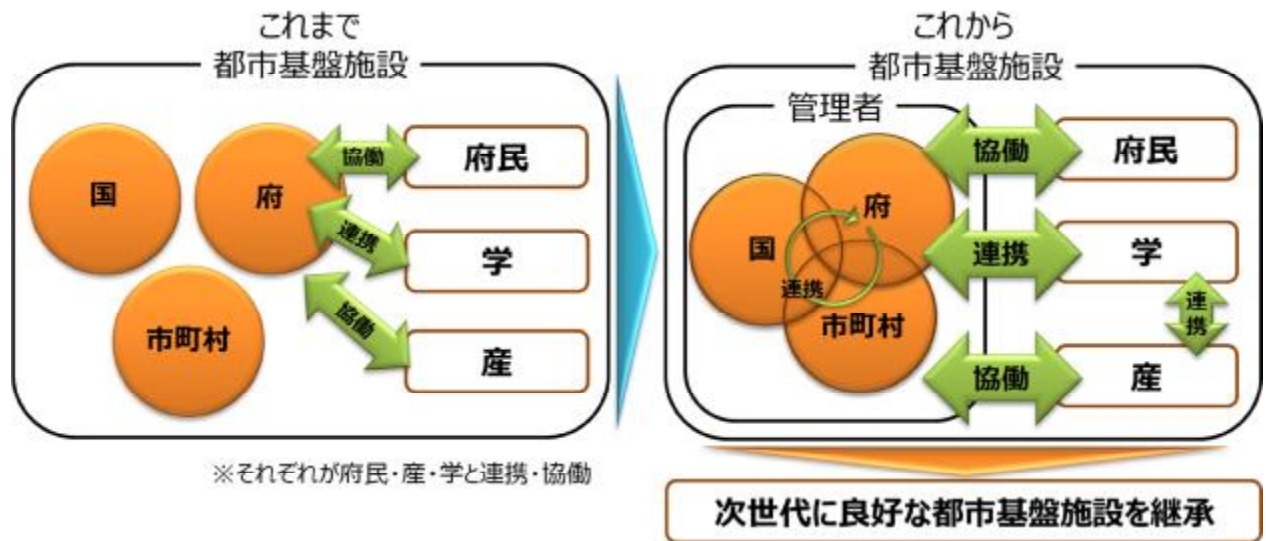 これまで
都市基盤施設
国
府
市町村
協働
府民
連携
学
協働
産
※それぞれが府民・産・学と連携・協働
これから
都市基盤施設
管理者
国
府
市町村
連携
協働
府民
連携
学
連携
協働
産
次世代に良好な都市基盤施設を継承